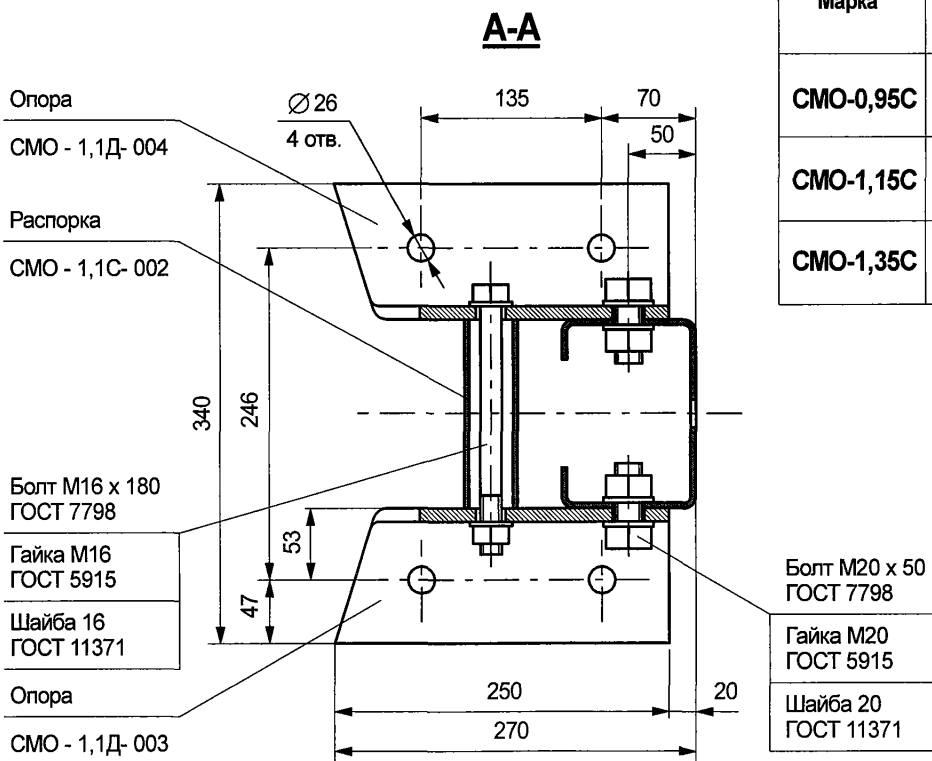 А-А
Марка
СМО-0,95С
СМО-1,15С
СМО-1,35С
Опора
СМО - 1,1Д- 004
Распорка
СМО - 1,1С- 002
Ø 26
4 отв.
135
70
50
340
246
53
47
Болт М16 х 180
ГОСТ 7798
Гайка М16
ГОСТ 5915
Шайба 16
ГОСТ 11371
Опора
СМО - 1,1Д- 003
250
20
270
Болт М20 х 50
ГОСТ 7798
Гайка М20
ГОСТ 5915
Шайба 20
ГОСТ 11371